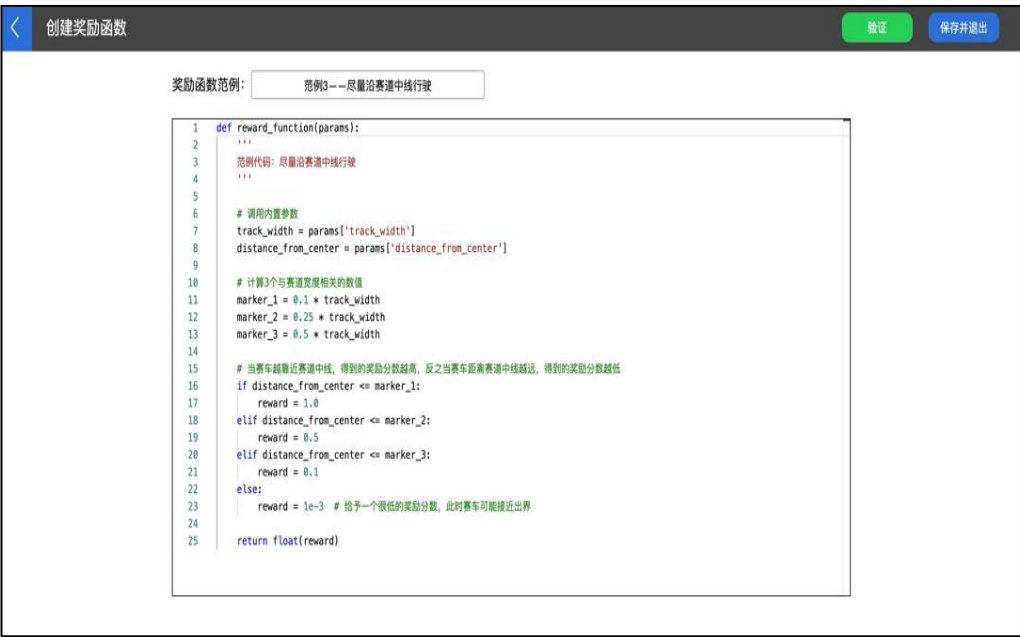 创建奖励函数
验证
保存并退出
奖励函数范例：
范例3——尽量沿赛道中线行驶
1 def reward_function(params):
2     '''
3     范例代码：尽量沿赛道中线行驶
4     '''
5
6     # 调用内置参数
7     track_width = params['track_width']
8     distance_from_center = params['distance_from_center']
9
10     # 计算3个与赛道宽度相关的数值
11     marker_1 = 0.1 * track_width
12     marker_2 = 0.25 * track_width
13     marker_3 = 0.5 * track_width
14
15     # 当赛车越靠近赛道中线，得到的奖励分数越高，反之当赛车距离赛道中线越远，得到的奖励分数越低
16     if distance_from_center <= marker_1:
17         reward = 1.0
18     elif distance_from_center <= marker_2:
19         reward = 0.5
20     elif distance_from_center <= marker_3:
21         reward = 0.1
22     else:
23         reward = 1e-3  # 给予一个很低的奖励分数，此时赛车可能接近出界
24
25     return float(reward)